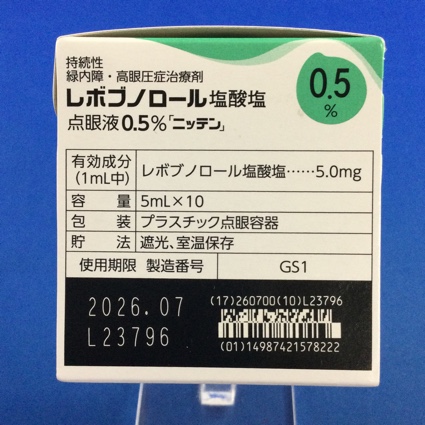 持続性
緑内障・高眼圧症治療剤
レボブノロール塩酸塩
点眼液0.5%「ニッテン」
0.5
%
有効成分
(1mL中)
レボブノロール塩酸塩……5.0mg
容 量 5mL×10
包 装 プラスチック点眼容器
貯 法 遮光、室温保存
使用期限 製造番号 GS1
2026.07
L23796
(17)260700(10)L23796
(01)14987421578222